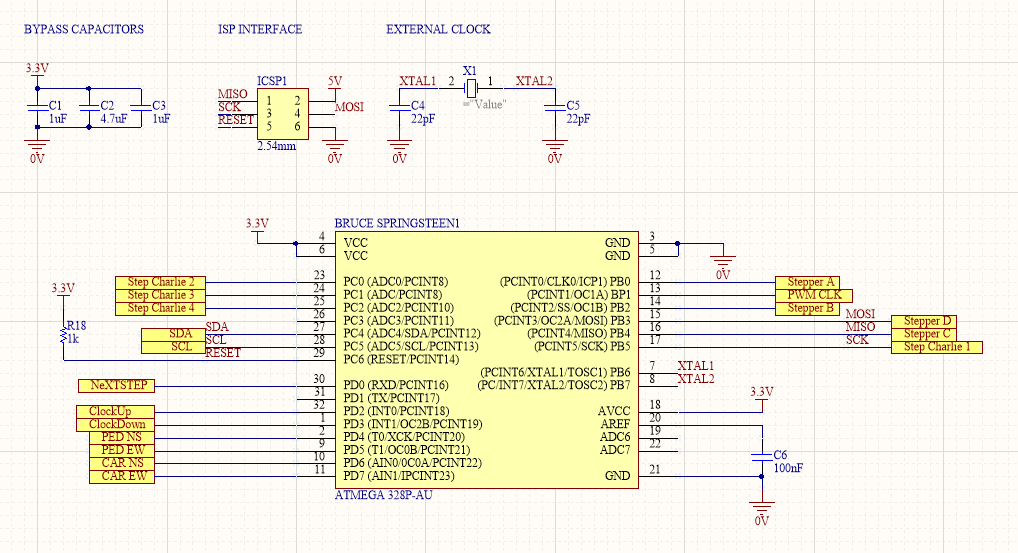 BYPASS CAPACITORS
ISP INTERFACE
EXTERNAL CLOCK
3.3V
C1
1uF
C2
4.7uF
C3
1uF
0V
ICSP1
5V
MISO
SCK
RESET
1 2
3 4
5 6
MOSI
2.54mm
0V
X1
XTAL1 2 1 XTAL2
="Value"
C4
22pF
C5
22pF
0V
0V
BRUCE SPRINGSTEEN1
3.3V
4 VCC
6 VCC
GND 3
GND 5
0V
Step Charlie 2 23 PC0 (ADC0/PCINT8)
Step Charlie 3 24 PC1 (ADC/PCINT8)
Step Charlie 4 25 PC2 (ADC2/PCINT10)
26 PC3 (ADC3/PCINT11)
SDA SDA 27 PC4 (ADC4/SDA/PCINT12)
SCL SCL 28 PC5 (ADC5/SCL/PCINT13)
RESET 29 PC6 (RESET/PCINT14)
3.3V
R18
1k
NeXTSTEP 30 PD0 (RXD/PCINT16)
31 PD1 (TX/PCINT17)
ClockUp 32 PD2 (INT0/PCINT18)
ClockDown 1 PD3 (INT1/OC2B/PCINT19)
PED NS 2 PD4 (T0/XCK/PCINT20)
PED EW 9 PD5 (T1/OC0B/PCINT21)
CAR NS 10 PD6 (AIN0/0C0A/PCINT22)
CAR EW 11 PD7 (AIN1/IPCINT23)
(PCINT0/CLK0/ICP1) PB0 12 Stepper A
(PCINT1/OC1A) BP1 13 PWM CLK
(PCINT2/SS/OC1B) PB2 14 Stepper B
(PCINT3/OC2A/MOSI) PB3 15 MOSI Stepper D
(PCINT4/MISO) PB4 16 MISO Stepper C
(PCINT5/SCK) PB5 17 SCK Step Charlie 1
(PCINT6/XTAL1/TOSC1) PB6 7 XTAL1
(PC/INT7/XTAL2/TOSC2) PB7 8 XTAL2
AVCC 18
AREF 20
ADC6 19
ADC7 22
GND 21
3.3V
C6
100nF
0V
ATMEGA 328P-AU